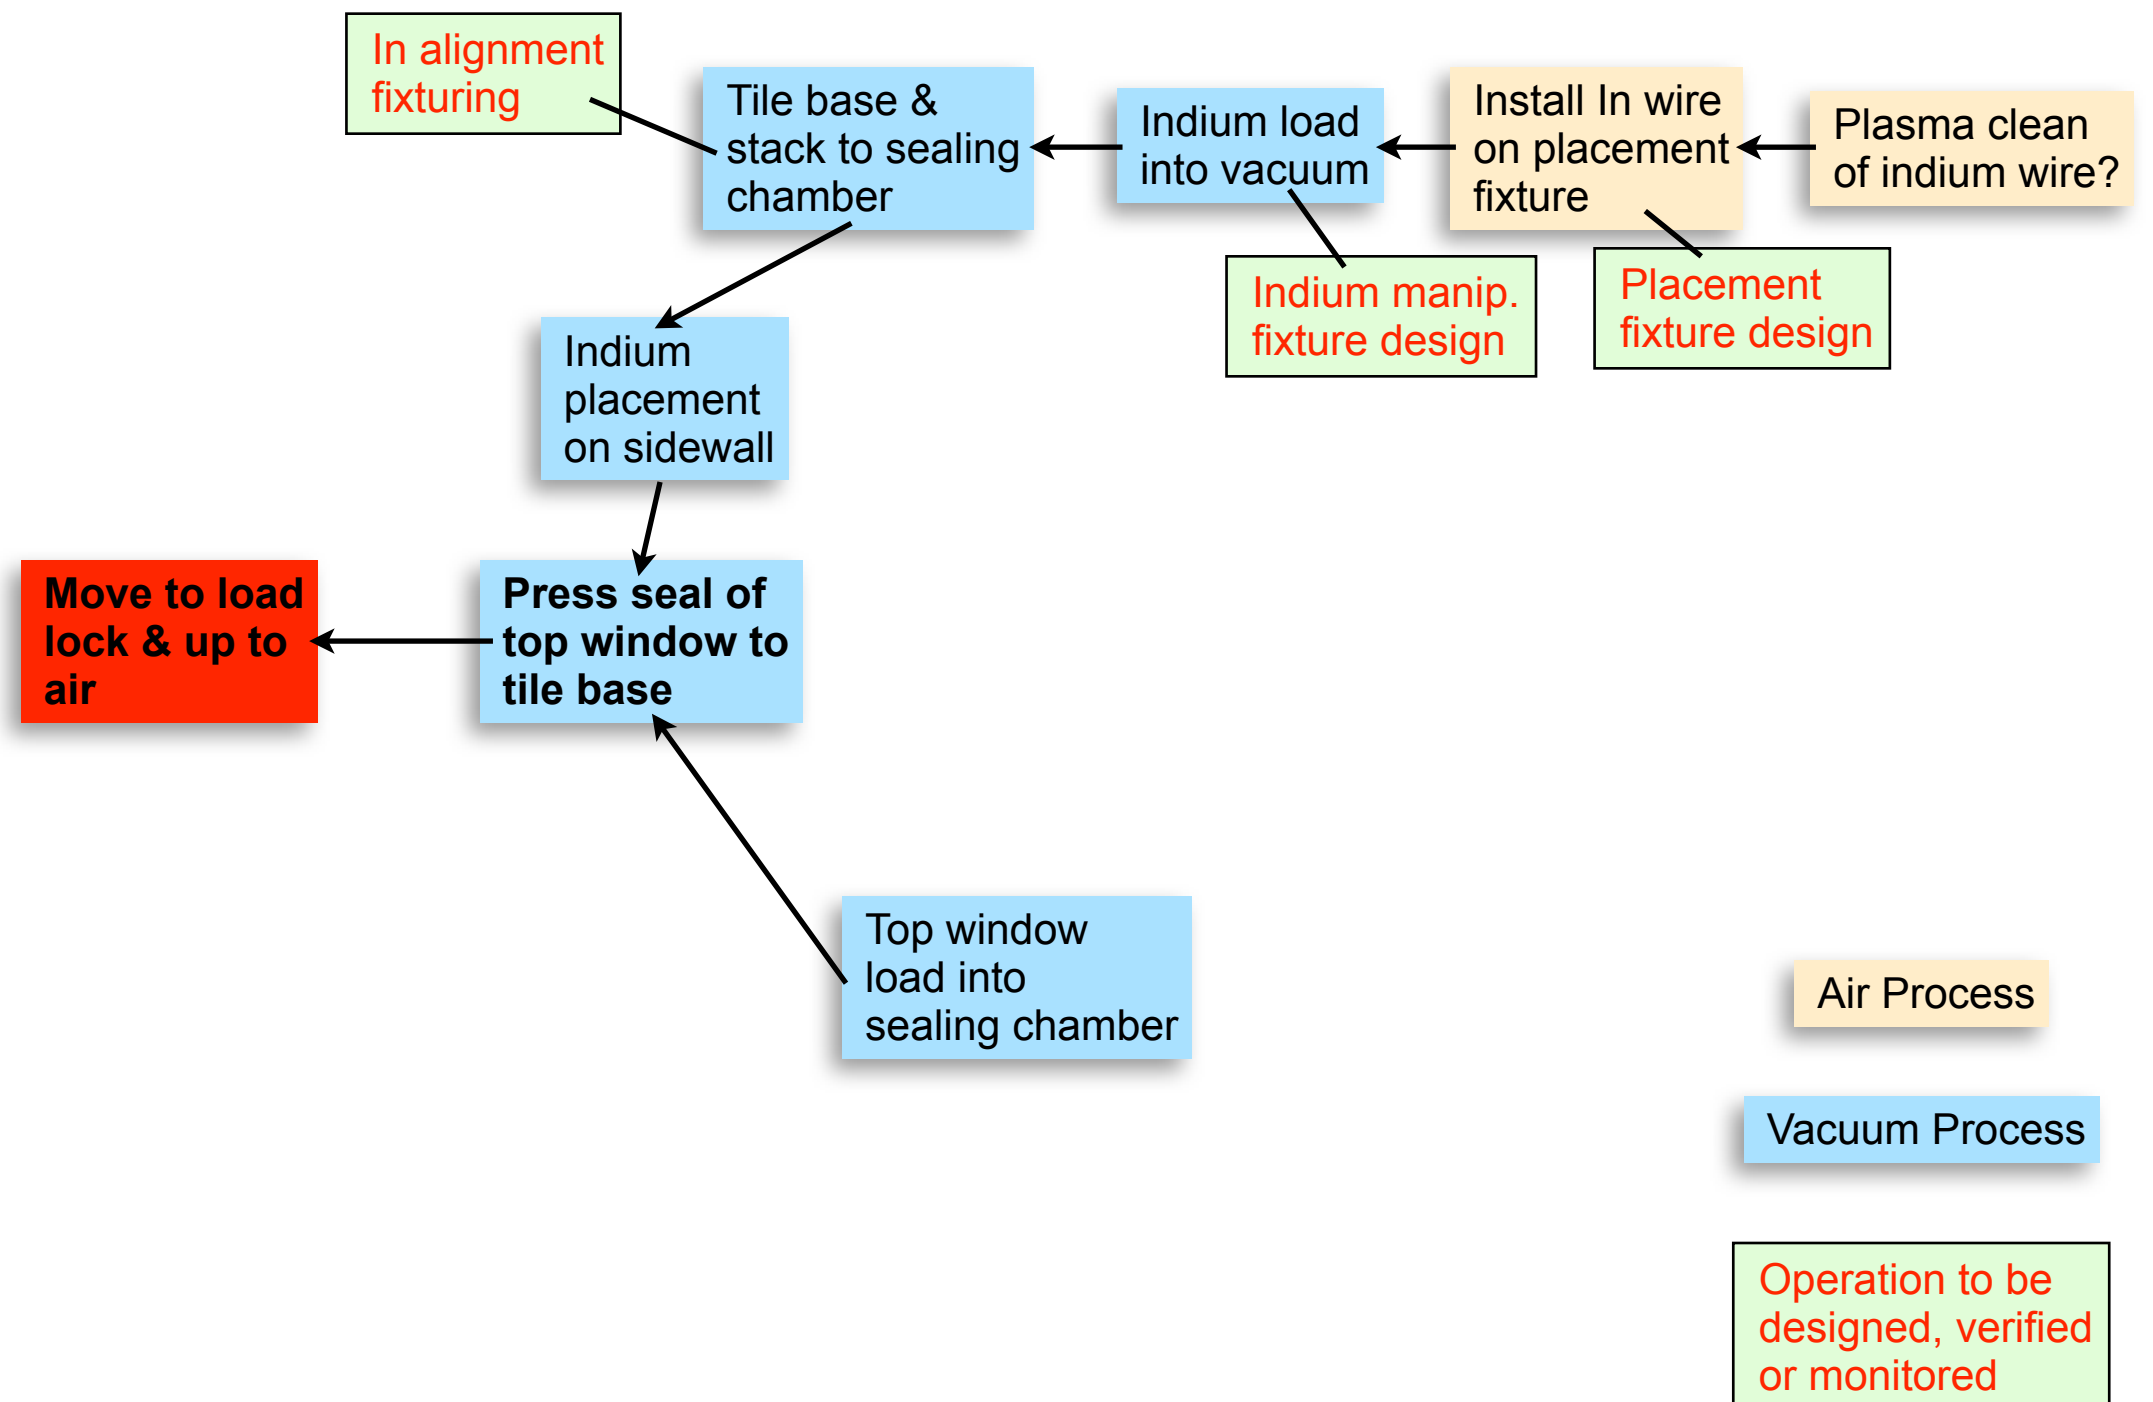 In alignment
fixturing
Tile base &
stack to sealing
chamber
Indium load
into vacuum
Install In wire
on placement
fixture
Plasma clean
of indium wire?
Indium manip.
fixture design
Placement
fixture design
Indium
placement
on sidewall
Move to load
lock & up to
air
Press seal of
top window to
tile base
Top window
load into
sealing chamber
Air Process
Vacuum Process
Operation to be
designed, verified
or monitored